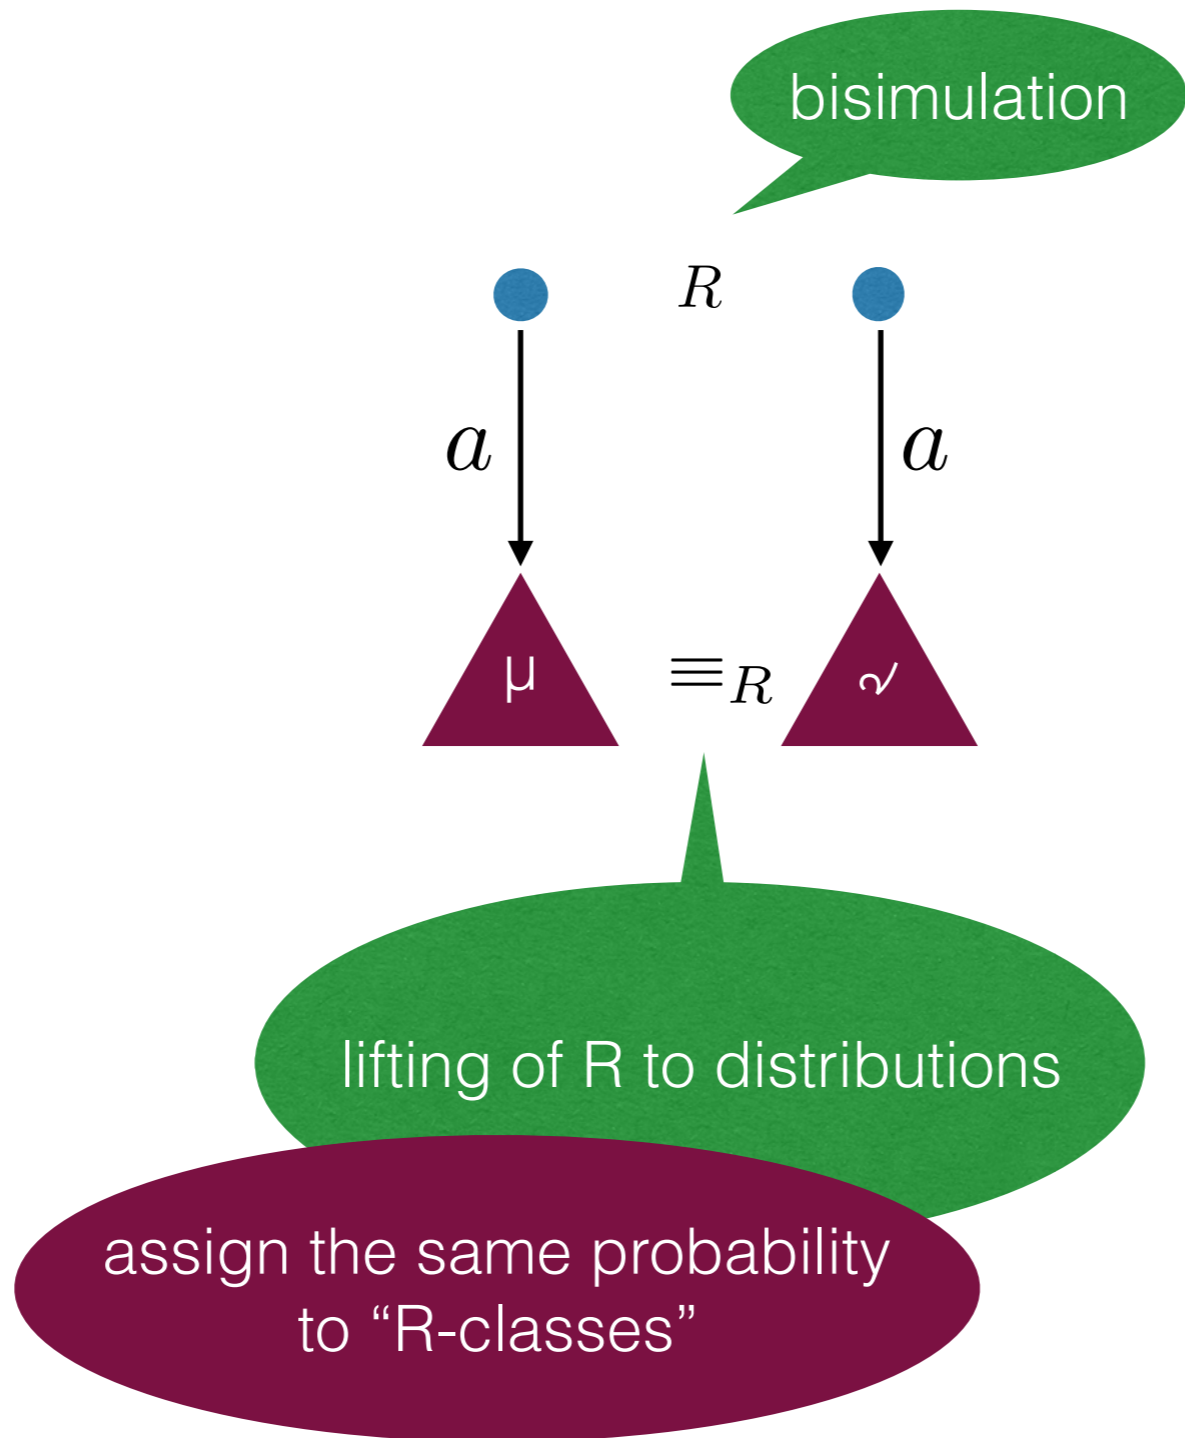 bisimulation
R
a a
μ ≡R ν
lifting of R to distributions
assign the same probability
to “R-classes”